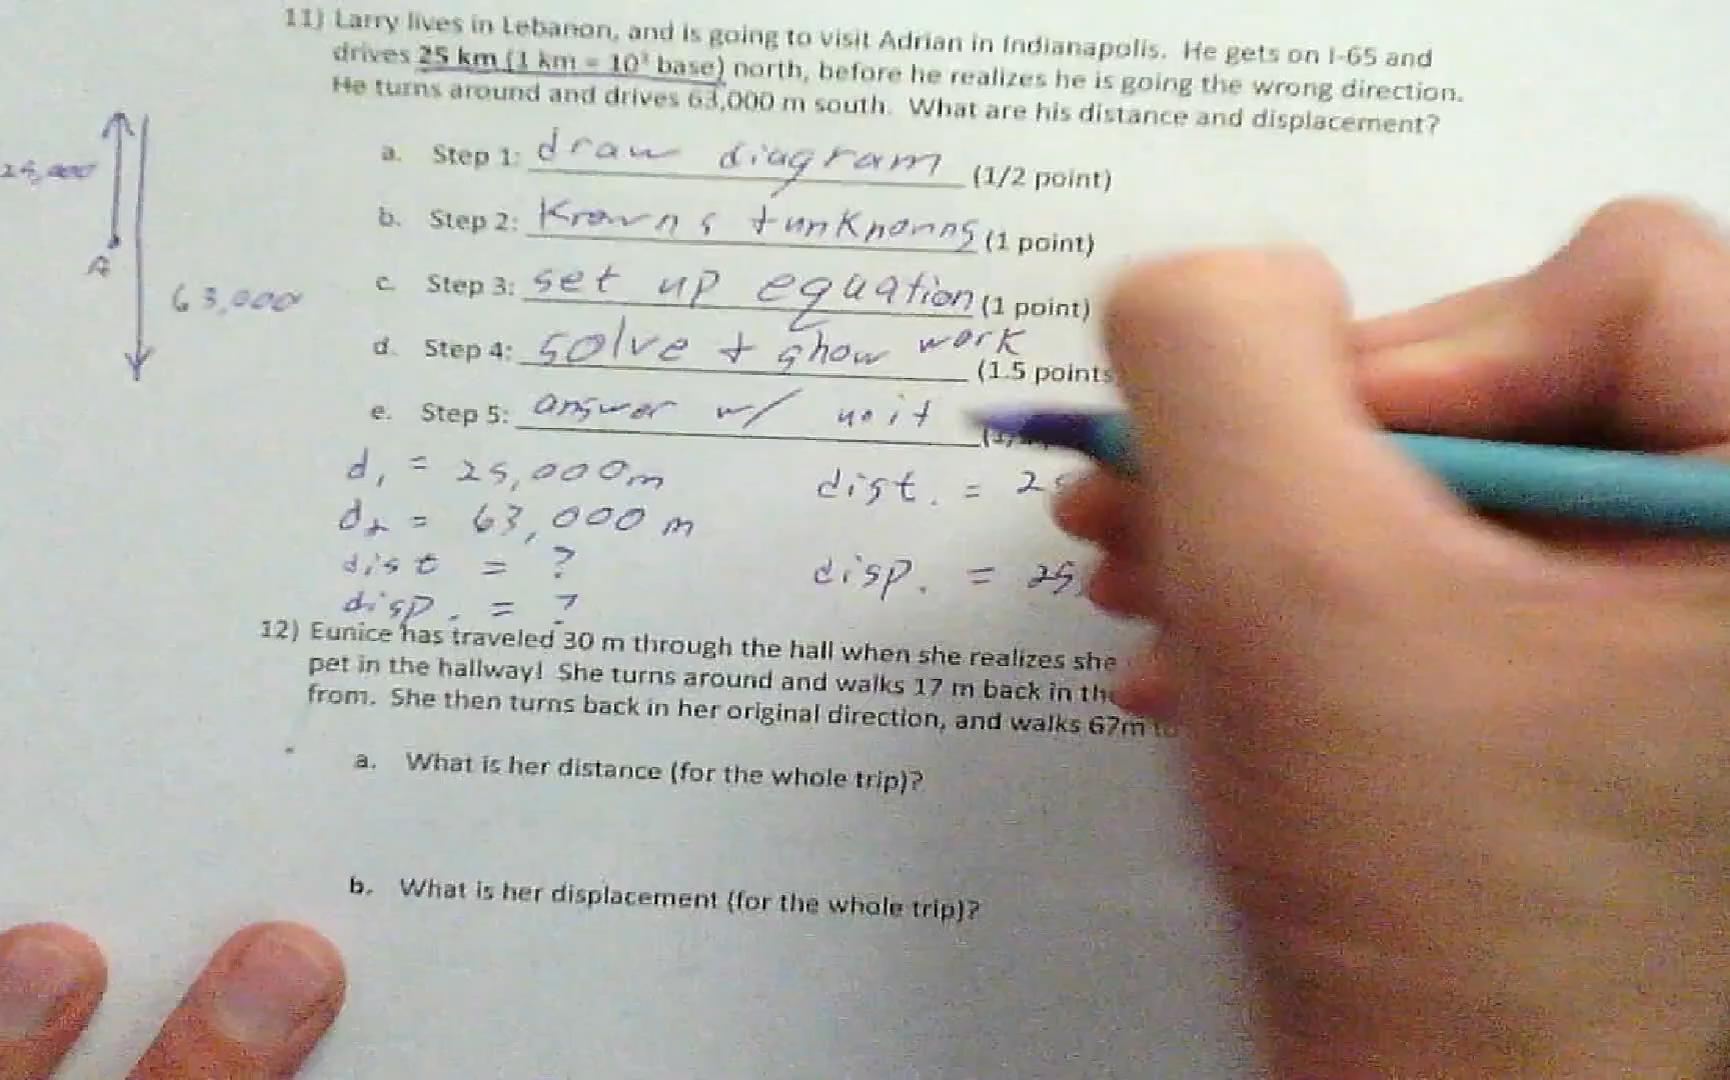 11) Larry lives in Lebanon, and is going to visit Adrian in Indianapolis. He gets on I-65 and
drives 25 km (1 km = 10³ base) north, before he realizes he is going the wrong direction.
He turns around and drives 63,000 m south. What are his distance and displacement?
a. Step 1: draw diagram (1/2 point)
25,000
b. Step 2: Knowns + unknowns (1 point)
A
c. Step 3: set up equation (1 point)
63,000
d. Step 4: solve + show work (1.5 points
e. Step 5: answer w/ unit
d₁ = 25,000m dist. = 25
d₂ = 63,000 m
dist = ? disp. = 25,
disp. = ?
12) Eunice has traveled 30 m through the hall when she realizes she
pet in the hallway! She turns around and walks 17 m back in the
from. She then turns back in her original direction, and walks 67m
a. What is her distance (for the whole trip)?
b. What is her displacement (for the whole trip)?